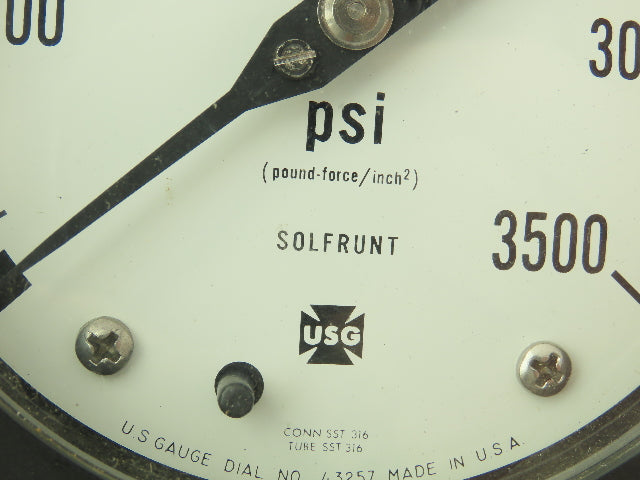 00
30
psi
(pound-force/inch²)
SOLFRUNT
3500
USG
CONN SST 316
TUBE SST 316
U.S GAUGE DIAL NO. 43257 MADE IN U.S.A.